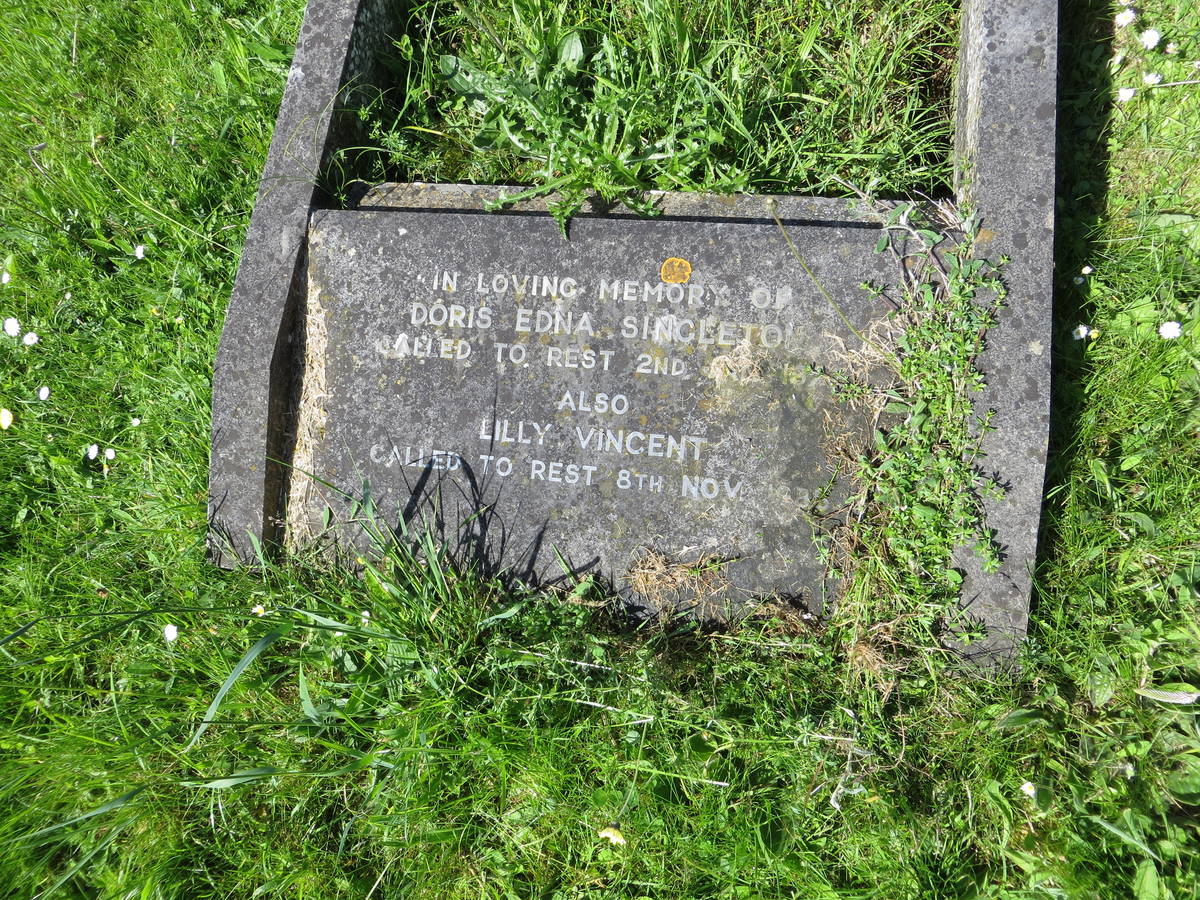 "IN LOVING MEMORY OF
DORIS EDNA SINGLETON
CALLED TO REST 2ND
ALSO
LILLY VINCENT
CALLED TO REST 8TH NOV